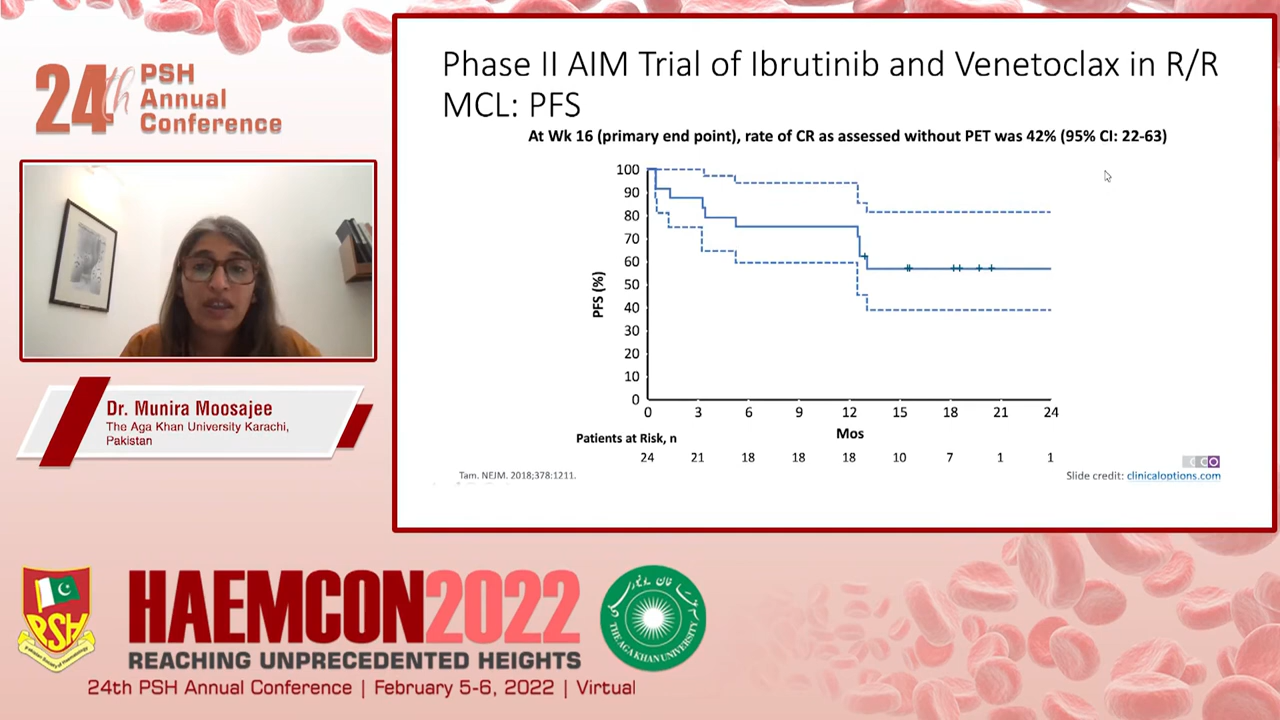 24th PSH
Annual
Conference
Dr. Munira Moosajee
The Aga Khan University Karachi,
Pakistan
Phase II AIM Trial of Ibrutinib and Venetoclax in R/R
MCL: PFS
At Wk 16 (primary end point), rate of CR as assessed without PET was 42% (95% CI: 22-63)
PFS (%)
100
90
80
70
60
50
40
30
20
10
0
0 3 6 9 12 15 18 21 24
Mos
Patients at Risk, n
24 21 18 18 18 10 7 1 1
Tam. NEJM. 2018;378:1211.
CCO
Slide credit: clinicaloptions.com
PSH
HAEMCON2022
REACHING UNPRECEDENTED HEIGHTS
24th PSH Annual Conference | February 5-6, 2022 | Virtual
THE AGA KHAN UNIVERSITY